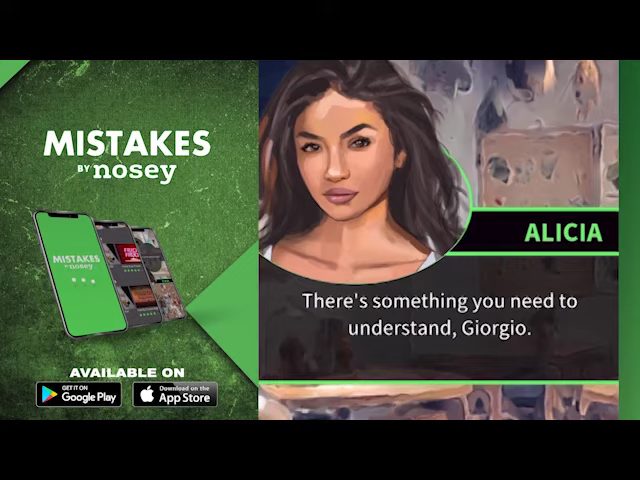 MISTAKES
BY nosey
MISTAKES
BY nosey
AVAILABLE ON
GET IT ON
Google Play
Download on the
App Store
ALICIA
There's something you need to
understand, Giorgio.